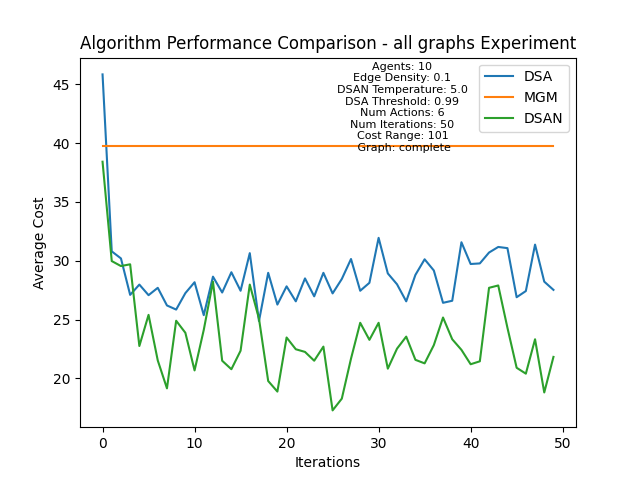 Algorithm Performance Comparison - all graphs Experiment
Agents: 10
Edge Density: 0.1
DSAN Temperature: 5.0
DSA Threshold: 0.99
Num Actions: 6
Num Iterations: 50
Cost Range: 101
Graph: complete
DSA
MGM
DSAN
Average Cost
45
40
35
30
25
20
0 10 20 30 40 50
Iterations